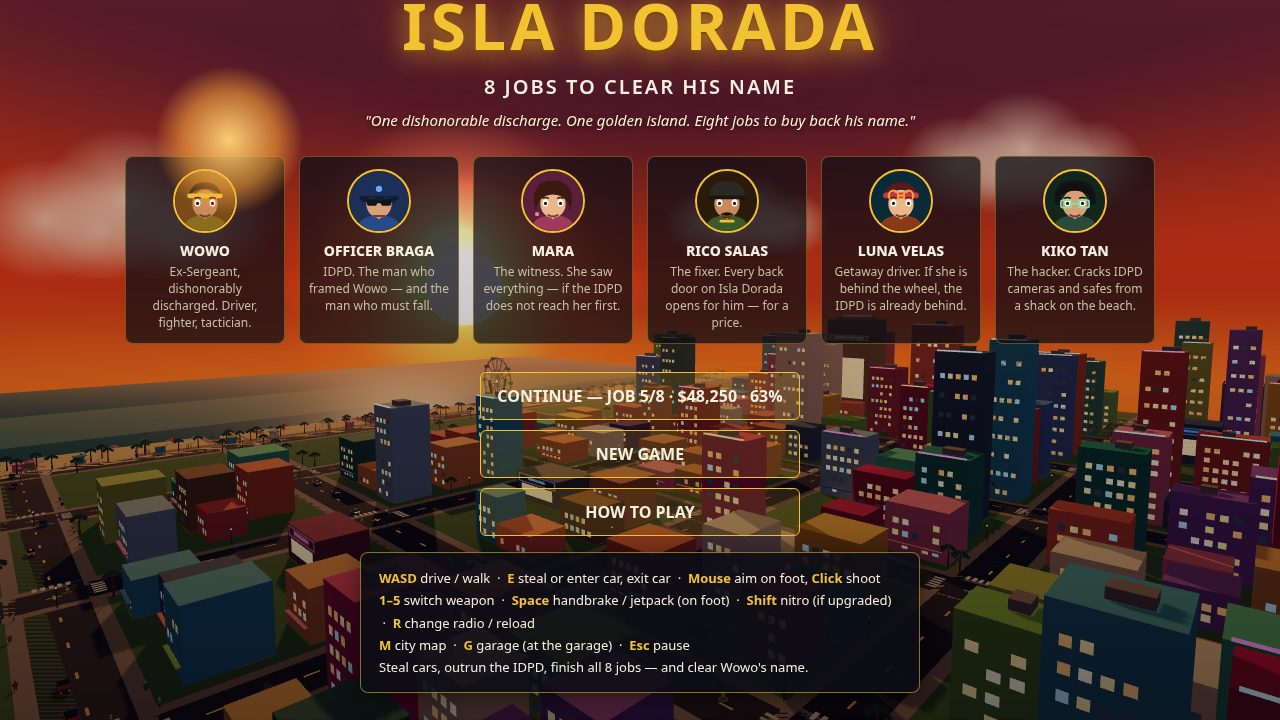 ISLA DORADA
8 JOBS TO CLEAR HIS NAME
"One dishonorable discharge. One golden island. Eight jobs to buy back his name."
WOWO
Ex-Sergeant,
dishonorably
discharged. Driver,
fighter, tactician.
OFFICER BRAGA
IDPD. The man who
framed Wowo — and the
man who must fall.
MARA
The witness. She saw
everything — if the IDPD
does not reach her first.
RICO SALAS
The fixer. Every back
door on Isla Dorada
opens for him — for a
price.
LUNA VELAS
Getaway driver. If she is
behind the wheel, the
IDPD is already behind.
KIKO TAN
The hacker. Cracks IDPD
cameras and safes from
a shack on the beach.
CONTINUE — JOB 5/8 · $48,250 · 63%
NEW GAME
HOW TO PLAY
WASD drive / walk · E steal or enter car, exit car · Mouse aim on foot, Click shoot
1–5 switch weapon · Space handbrake / jetpack (on foot) · Shift nitro (if upgraded)
· R change radio / reload
M city map · G garage (at the garage) · Esc pause
Steal cars, outrun the IDPD, finish all 8 jobs — and clear Wowo's name.